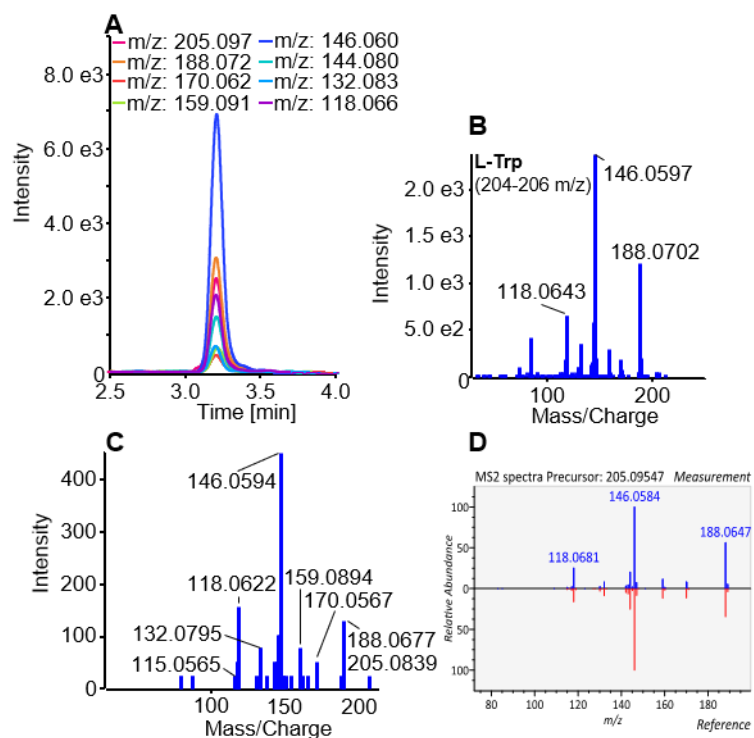 A
m/z: 205.097 m/z: 146.060
m/z: 188.072 m/z: 144.080
m/z: 170.062 m/z: 132.083
m/z: 159.091 m/z: 118.066
8.0 e3
6.0 e3
4.0 e3
2.0 e3
0
Intensity
2.5 3.0 3.5 4.0
Time [min]
B
L-Trp
(204-206 m/z)
146.0597
188.0702
118.0643
2.0 e3
1.5 e3
1.0 e3
5.0 e2
0
Intensity
100 200
Mass/Charge
C
400
300
200
100
0
Intensity
146.0594
118.0622
159.0894
170.0567
132.0795
188.0677
115.0565
205.0839
100 150 200
Mass/Charge
D
MS2 spectra Precursor: 205.09547 Measurement
146.0584
188.0647
118.0681
100
50
0
50
100
Relative Abundance
80 100 120 140 160 180
m/z
Reference